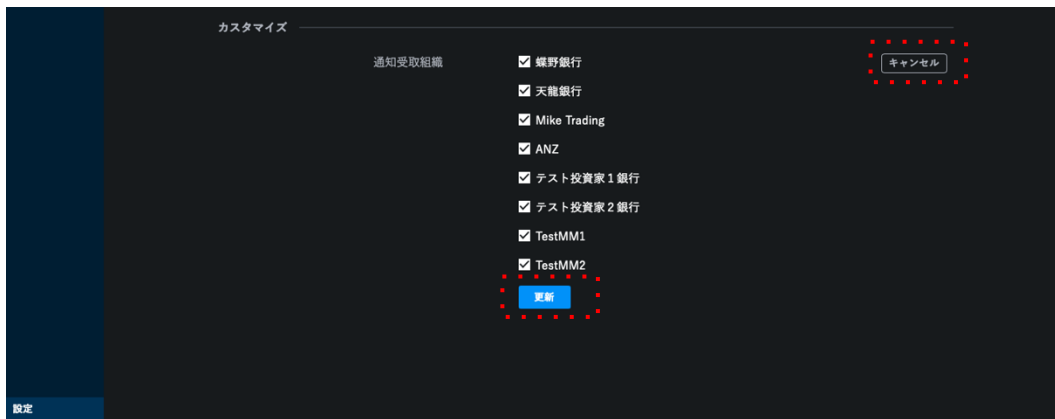 カスタマイズ
通知受取組織
蝶野銀行
キャンセル
天龍銀行
Mike Trading
ANZ
テスト投資家１銀行
テスト投資家２銀行
TestMM1
TestMM2
更新
設定